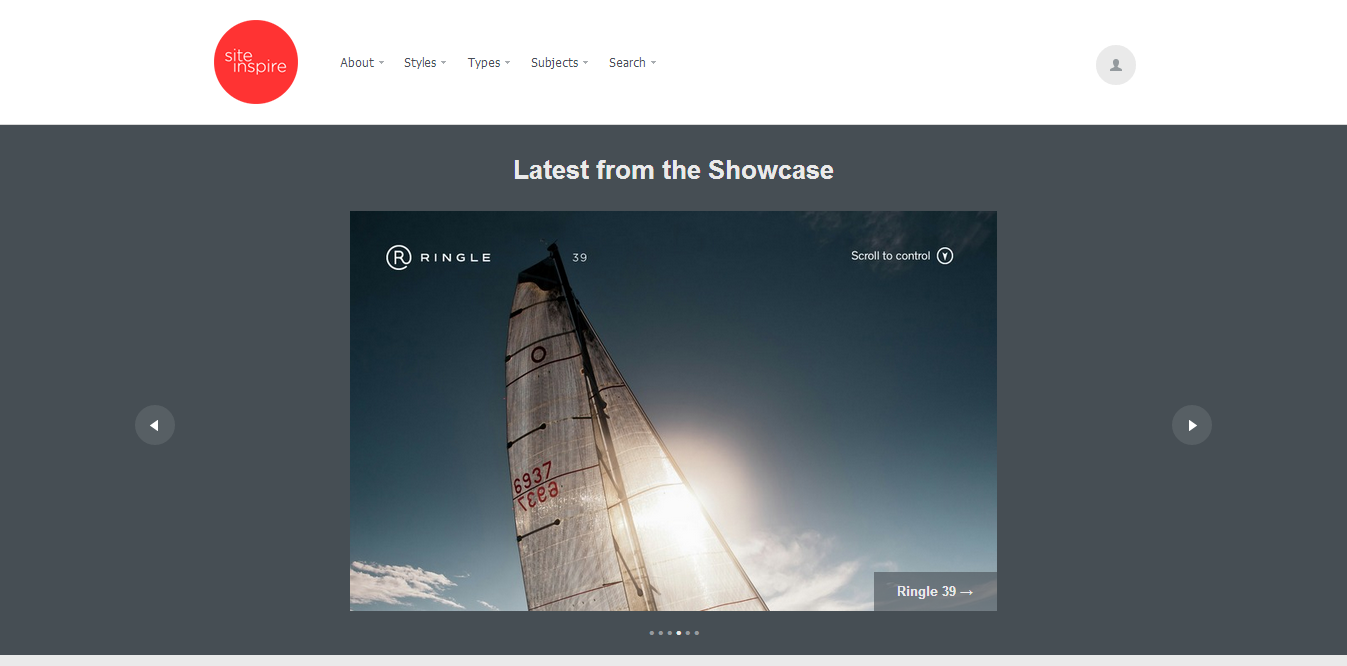 site
inspire
About
Styles
Types
Subjects
Search
Latest from the Showcase
R RINGLE
39
Scroll to control
6937
6937
Ringle 39 →